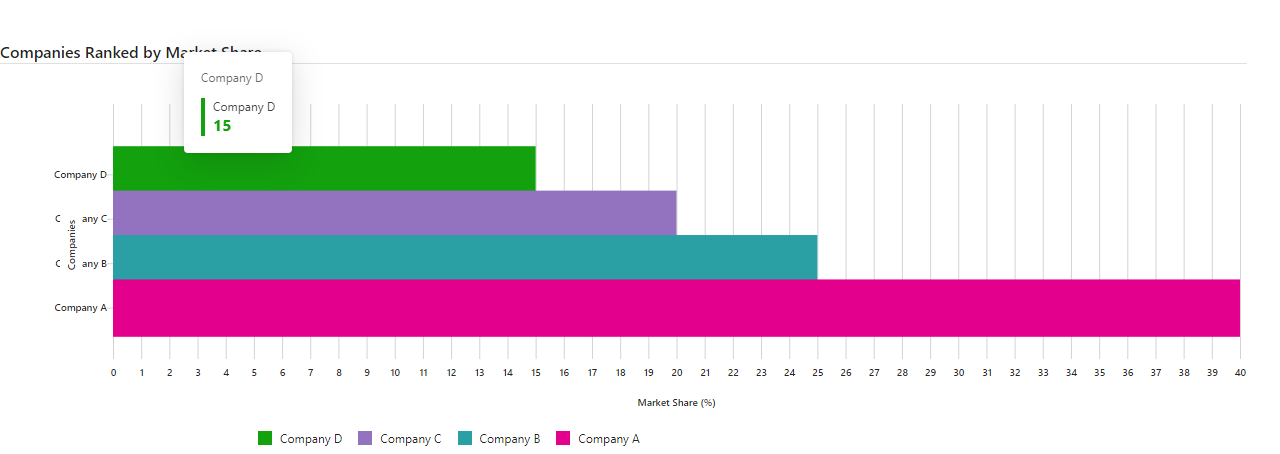 Companies Ranked by Market Share
Company D
Company D
15
Company D
C any C
Companies
C any B
Company A
0 1 2 3 4 5 6 7 8 9 10 11 12 13 14 15 16 17 18 19 20 21 22 23 24 25 26 27 28 29 30 31 32 33 34 35 36 37 38 39 40
Market Share (%)
Company D Company C Company B Company A